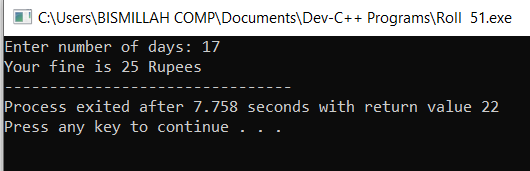 C:\Users\BISMILLAH COMP\Documents\Dev-C++ Programs\Roll  51.exe
Enter number of days: 17
Your fine is 25 Rupees
--------------------------------
Process exited after 7.758 seconds with return value 22
Press any key to continue . . .